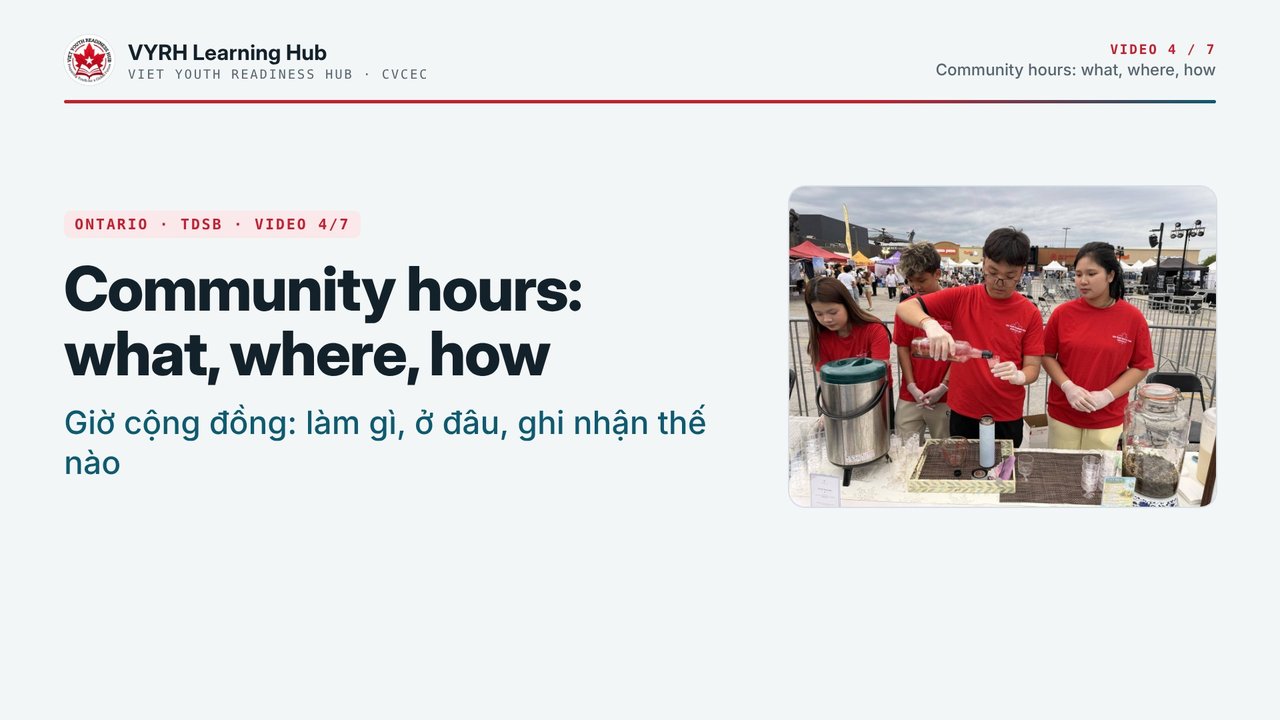 VYRH Learning Hub
VIET YOUTH READINESS HUB · CVCEC
VIDEO 4 / 7
Community hours: what, where, how
ONTARIO · TDSB · VIDEO 4/7
Community hours:
what, where, how
Giờ cộng đồng: làm gì, ở đâu, ghi nhận thế
nào